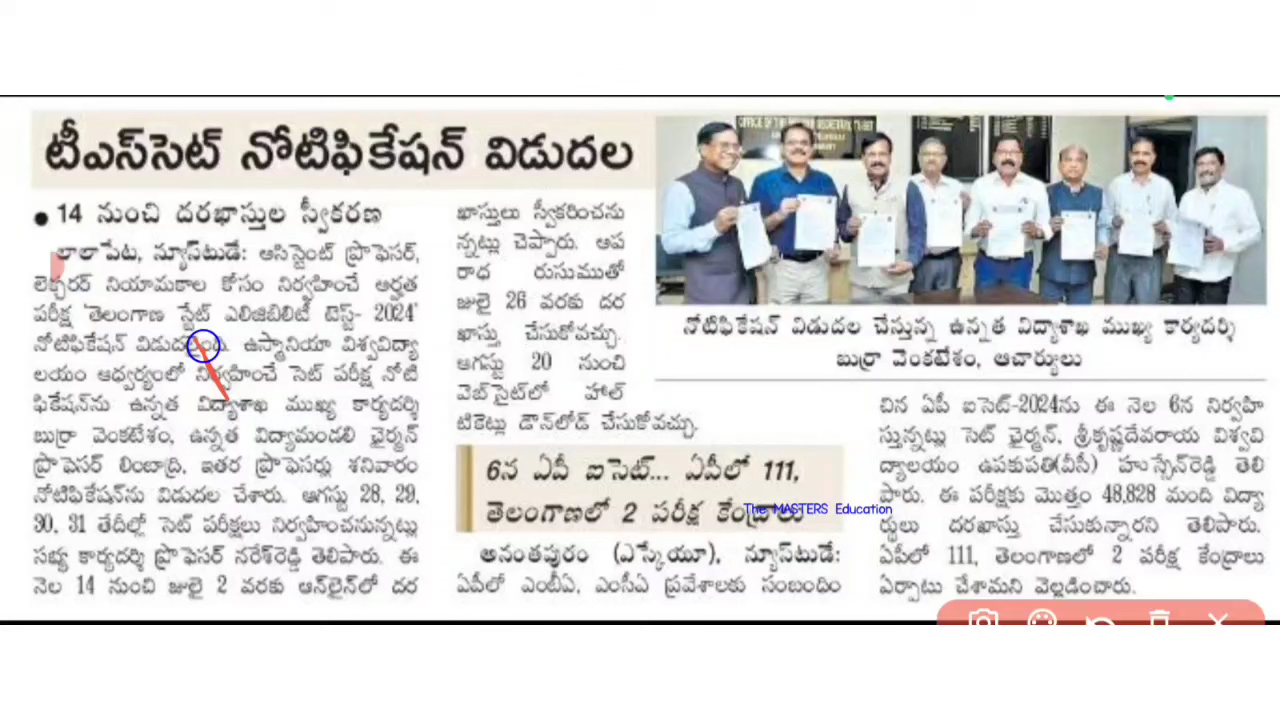 టీఎస్‌సెట్ నోటిఫికేషన్ విడుదల
OFFICE OF THE
● 14 నుంచి దరఖాస్తుల స్వీకరణ
లాలాపేట, న్యూస్‌టుడే: ఆసిస్టెంట్ ప్రొఫెసర్,
లెక్చరర్ నియామకాల కోసం నిర్వహించే అర్హత
పరీక్ష 'తెలంగాణ స్టేట్ ఎలిజిబిలిటీ టెస్ట్- 2024'
నోటిఫికేషన్ విడుదలైంది. ఉస్మానియా విశ్వవిద్యా
లయం ఆధ్వర్యంలో నిర్వహించే సెట్ పరీక్ష నోటి
ఫికేషన్‌ను ఉన్నత విద్యాశాఖ ముఖ్య కార్యదర్శి
బుర్రా వెంకటేశం, ఉన్నత విద్యామండలి ఛైర్మన్
ప్రొఫెసర్ లింబాద్రి, ఇతర ప్రొఫెసర్లు శనివారం
నోటిఫికేషన్‌ను విడుదల చేశారు. ఆగస్టు 28, 29,
30, 31 తేదీల్లో సెట్ పరీక్షలు నిర్వహించనున్నట్లు
సభ్య కార్యదర్శి ప్రొఫెసర్ నరేశ్‌రెడ్డి తెలిపారు. ఈ
నెల 14 నుంచి జులై 2 వరకు ఆన్‌లైన్‌లో దర
ఖాస్తులు స్వీకరించను
న్నట్లు చెప్పారు. అప
రాధ రుసుముతో
జులై 26 వరకు దర
ఖాస్తు చేసుకోవచ్చు.
ఆగస్టు 20 నుంచి
వెబ్‌సైట్‌లో హాల్
టికెట్లు డౌన్‌లోడ్ చేసుకోవచ్చు.
నోటిఫికేషన్ విడుదల చేస్తున్న ఉన్నత విద్యాశాఖ ముఖ్య కార్యదర్శి
బుర్రా వెంకటేశం, ఆచార్యులు
6న ఏపీ ఐసెట్... ఏపీలో 111,
తెలంగాణలో 2 పరీక్ష కేంద్రాలు
The MASTERS Education
అనంతపురం (ఎస్కేయూ), న్యూస్‌టుడే:
ఏపీలో ఎంబీఏ, ఎంసీఏ ప్రవేశాలకు సంబంధిం
చిన ఏపీ ఐసెట్-2024ను ఈ నెల 6న నిర్వహి
స్తున్నట్లు సెట్ ఛైర్మన్, శ్రీకృష్ణదేవరాయ విశ్వవి
ద్యాలయం ఉపకులపతి(వీసీ) హుస్సేన్‌రెడ్డి తెలి
పారు. ఈ పరీక్షకు మొత్తం 48,828 మంది విద్యా
ర్థులు దరఖాస్తు చేసుకున్నారని తెలిపారు.
ఏపీలో 111, తెలంగాణలో 2 పరీక్ష కేంద్రాలు
ఏర్పాటు చేశామని వెల్లడించారు.